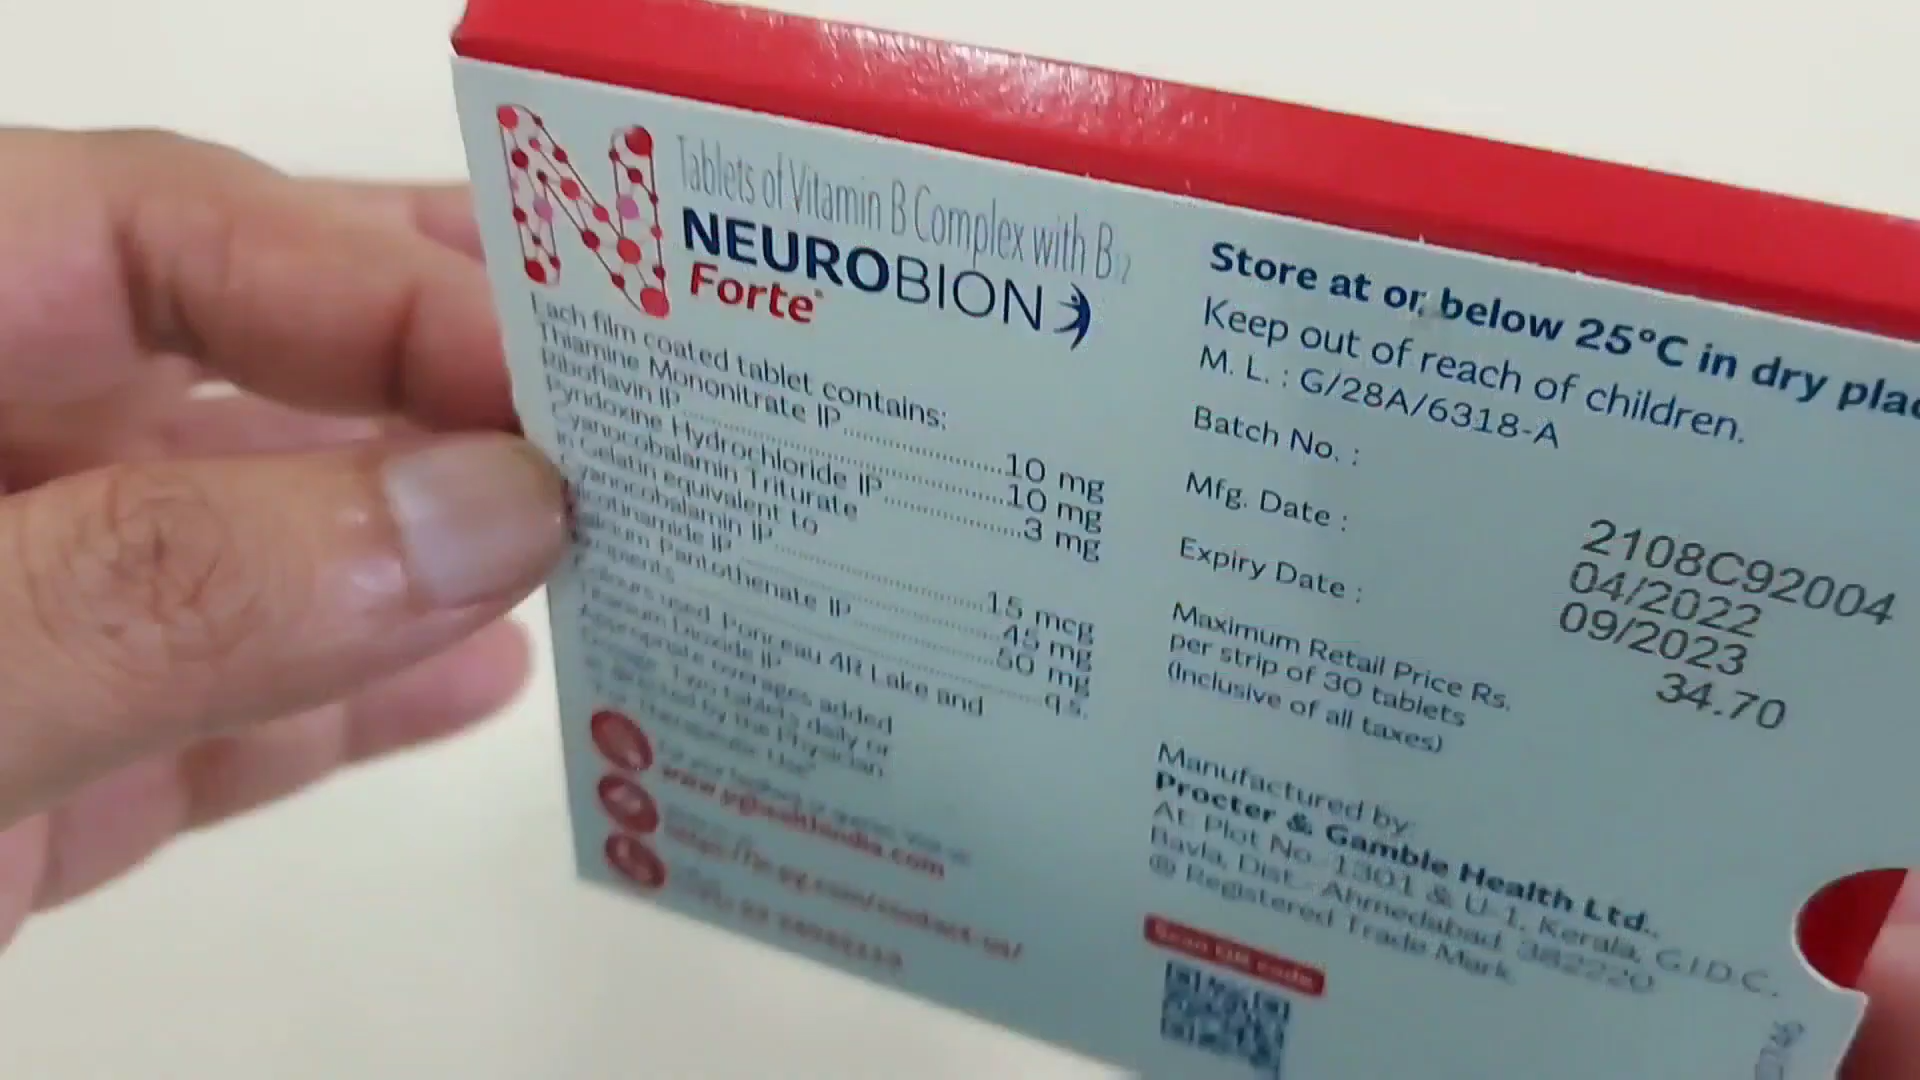 Tablets of Vitamin B Complex with B12
NEUROBION
Forte
Each film coated tablet contains:
Thiamine Mononitrate IP 10 mg
Riboflavin IP 10 mg
Pyridoxine Hydrochloride IP 3 mg
Cyanocobalamin Triturate
in Gelatin equivalent to
Cyanocobalamin IP 15 mcg
Nicotinamide IP 45 mg
Calcium Pantothenate IP 50 mg
Excipients q.s.
Colours used Ponceau 4R Lake and
Titanium Dioxide IP
Appropriate overages added
Dosage: Two tablets daily or
as directed by the Physician
For Therapeutic Use
www.pghealthindia.com
Store at or below 25°C in dry plac
Keep out of reach of children.
M. L. : G/28A/6318-A
Batch No. : 2108C92004
Mfg. Date : 04/2022
Expiry Date : 09/2023
Maximum Retail Price Rs. 34.70
per strip of 30 tablets
(Inclusive of all taxes)
Manufactured by:
Procter & Gamble Health Ltd.,
At: Plot No. 1301 & U-1, Kerala, G.I.D.C.,
Bavla, Dist.: Ahmedabad 382220
® Registered Trade Mark
Scan QR code